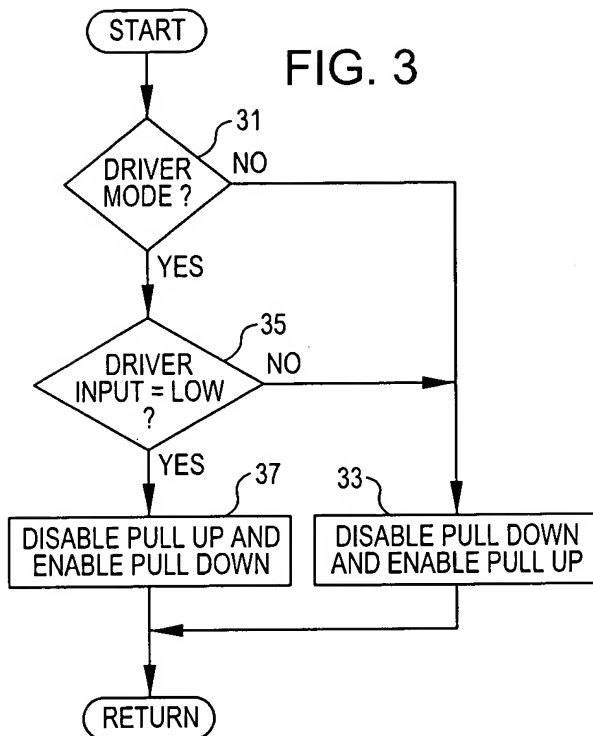 START
FIG. 3
31
DRIVER
MODE ?
NO
YES
35
DRIVER
INPUT = LOW
?
NO
YES
37
DISABLE PULL UP AND
ENABLE PULL DOWN
33
DISABLE PULL DOWN
AND ENABLE PULL UP
RETURN